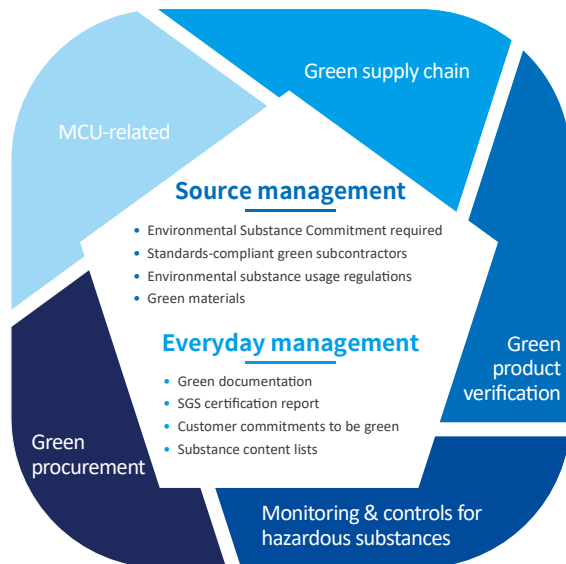 Green supply chain
MCU-related
Source management
• Environmental Substance Commitment required
• Standards-compliant green subcontractors
• Environmental substance usage regulations
• Green materials
Everyday management
• Green documentation
• SGS certification report
• Customer commitments to be green
• Substance content lists
Green
product
verification
Green
procurement
Monitoring & controls for
hazardous substances